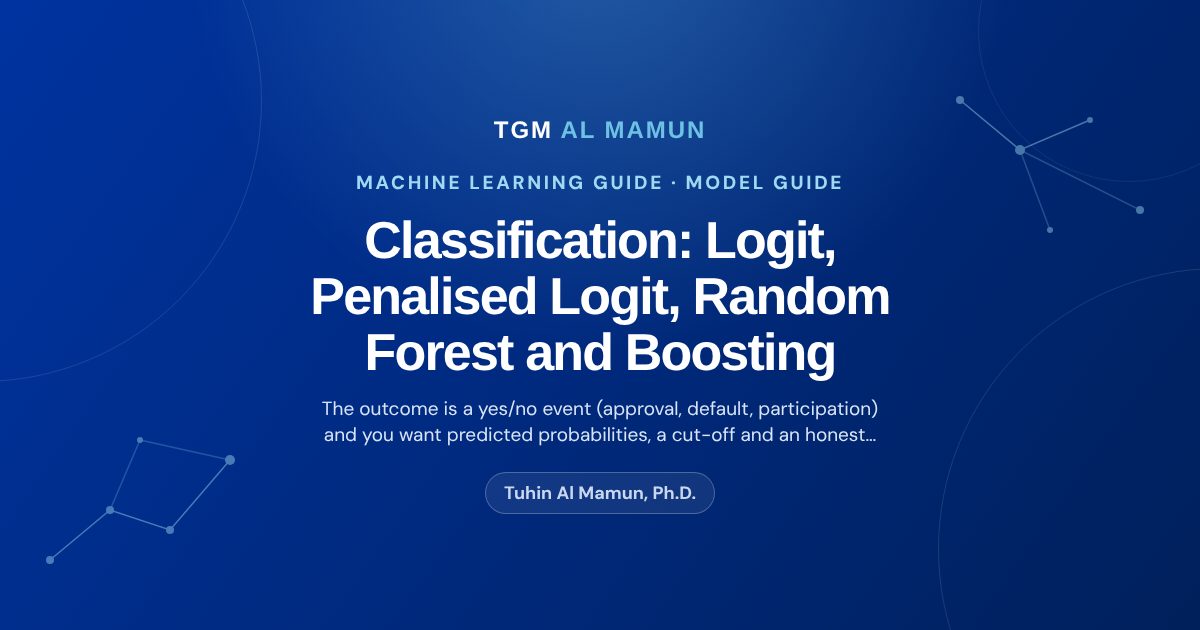 TGM AL MAMUN
MACHINE LEARNING GUIDE · MODEL GUIDE
Classification: Logit,
Penalised Logit, Random
Forest and Boosting
The outcome is a yes/no event (approval, default, participation)
and you want predicted probabilities, a cut-off and an honest…
Tuhin Al Mamun, Ph.D.